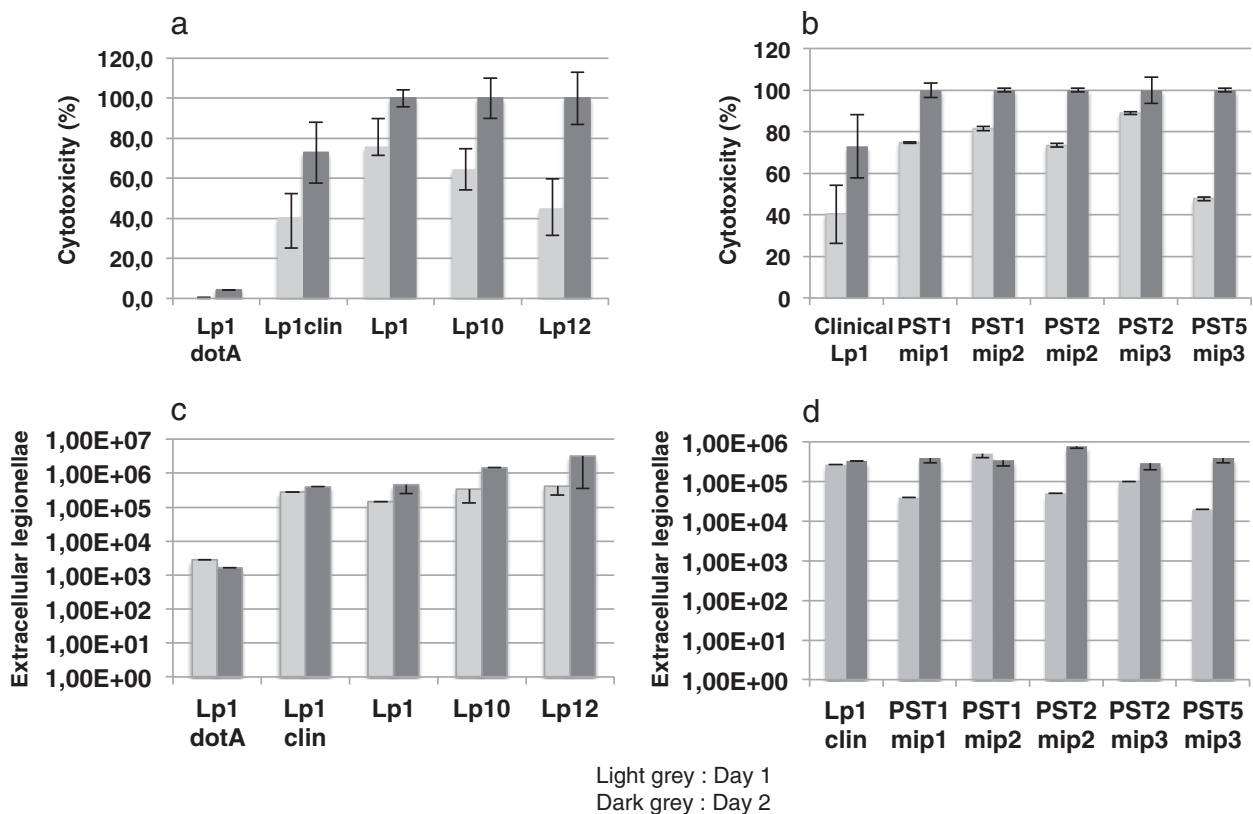 a
Cytotoxicity (%)
120,0
100,0
80,0
60,0
40,0
20,0
0,0
Lp1 dotA
Lp1clin
Lp1
Lp10
Lp12
b
Cytotoxicity (%)
120
100
80
60
40
20
0
Clinical Lp1
PST1 mip1
PST1 mip2
PST2 mip2
PST2 mip3
PST5 mip3
c
Extracellular legionellae
1,00E+07
1,00E+06
1,00E+05
1,00E+04
1,00E+03
1,00E+02
1,00E+01
1,00E+00
Lp1 dotA
Lp1 clin
Lp1
Lp10
Lp12
d
Extracellular legionellae
1,00E+06
1,00E+05
1,00E+04
1,00E+03
1,00E+02
1,00E+01
1,00E+00
Lp1 clin
PST1 mip1
PST1 mip2
PST2 mip2
PST2 mip3
PST5 mip3
Light grey : Day 1
Dark grey : Day 2